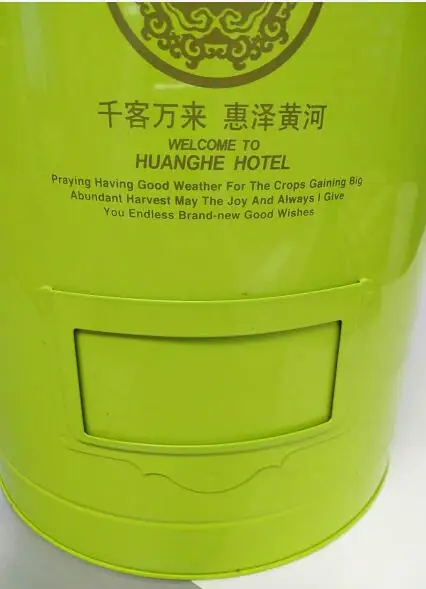 千客万来 惠泽黄河
WELCOME TO
HUANGHE HOTEL
Praying Having Good Weather For The Crops Gaining Big
Abundant Harvest May The Joy And Always I Give
You Endless Brand-new Good Wishes